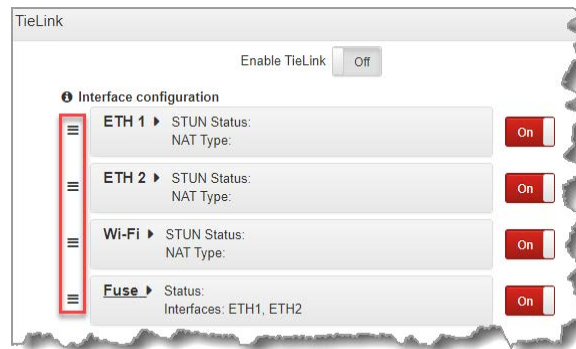 TieLink
Enable TieLink Off
Interface configuration
ETH 1 STUN Status:
NAT Type:
On
ETH 2 STUN Status:
NAT Type:
On
Wi-Fi STUN Status:
NAT Type:
On
Fuse Status:
Interfaces: ETH1, ETH2
On